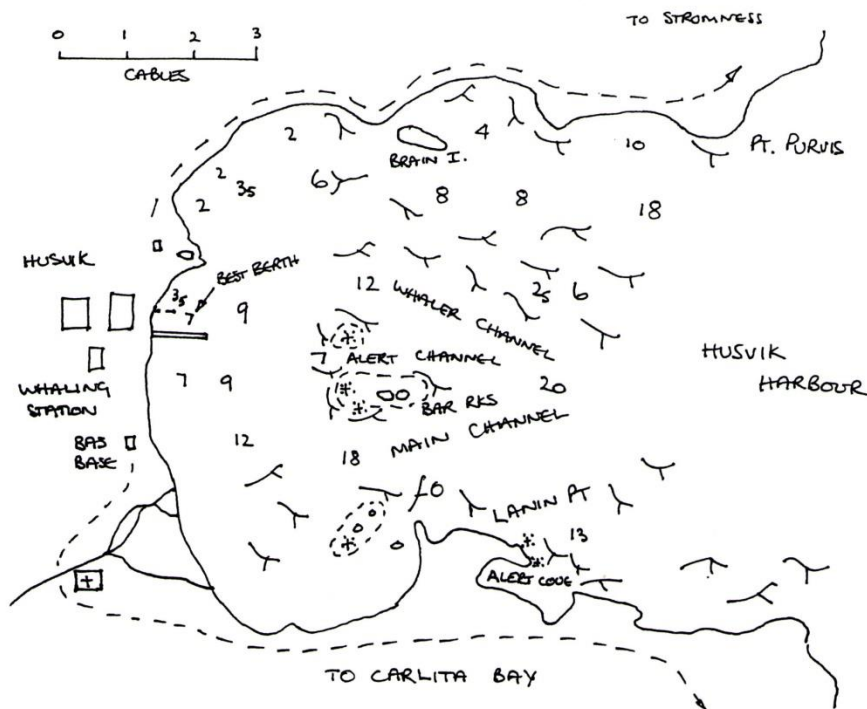 TO STROMNESS
0 1 2 3
CABLES
2
4
10
PT. PURVIS
BRAIN I.
2
35
6
2
8
8
18
HUSVIK
BEST BERTH
35
7
9
12
WHALER CHANNEL
25
6
7
ALERT CHANNEL
HUSVIK
HARBOUR
7
9
20
WHALING
STATION
BAR RKS
MAIN CHANNEL
BAS
BASE
12
18
LANIN PT
13
ALERT COVE
TO CARLITA BAY